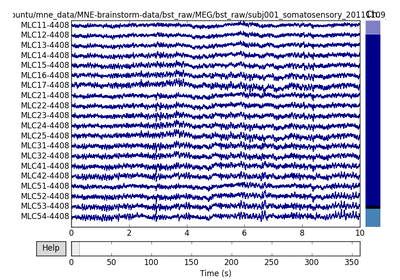 ɔuntu/mne_data/MNE-brainstorm-data/bst_raw/MEG/bst_raw/subj001_somatosensory_20111109
Ch.
MLC11-4408
MLC12-4408
MLC13-4408
MLC14-4408
MLC15-4408
MLC16-4408
MLC17-4408
MLC21-4408
MLC22-4408
MLC23-4408
MLC24-4408
MLC25-4408
MLC31-4408
MLC32-4408
MLC41-4408
MLC42-4408
MLC51-4408
MLC52-4408
MLC53-4408
MLC54-4408
0 2 4 6 8 10
Help
0 50 100 150 200 250 300 350
Time (s)